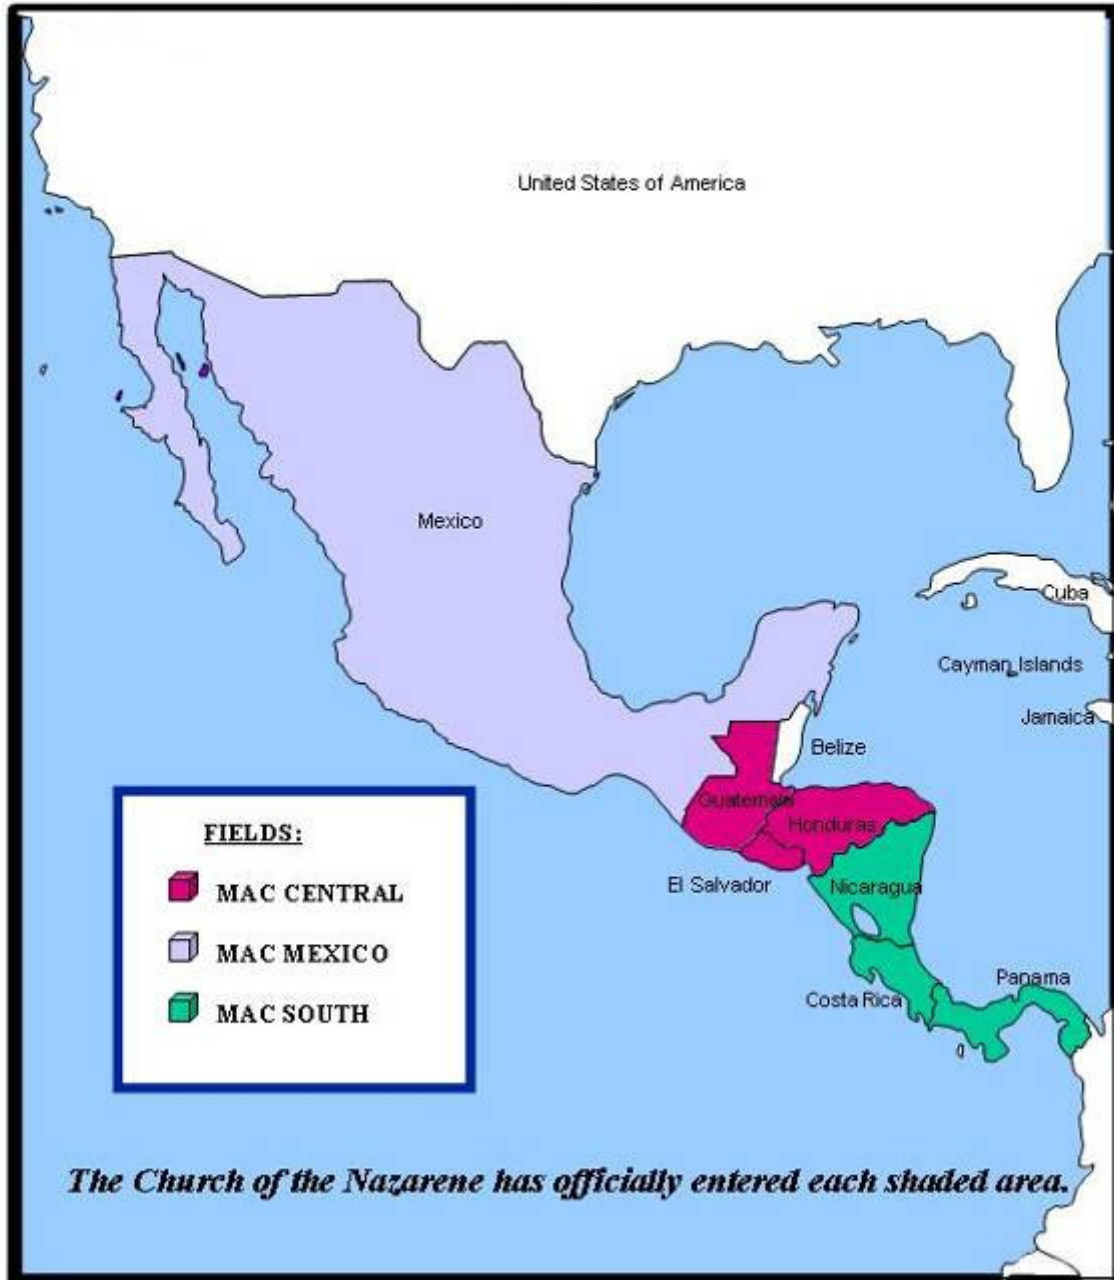 United States of America
Mexico
Cuba
Cayman Islands
Jamaica
Belize
Guatemala
Honduras
El Salvador
Nicaragua
Panama
Costa Rica
FIELDS:
MAC CENTRAL
MAC MEXICO
MAC SOUTH
The Church of the Nazarene has officially entered each shaded area.